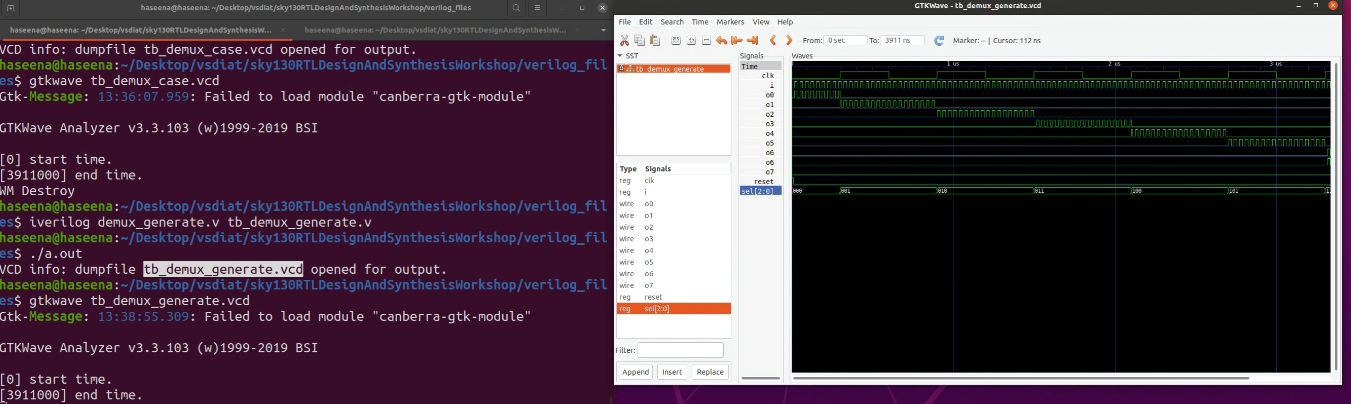 haseena@haseena: ~/Desktop/vsdiat/sky130RTLDesignAndSynthesisWorkshop/verilog_files
haseena@haseena: ~/Desktop/vsdiat/sky130RTLDesignAndSynthesisW...
haseena@haseena: ~/Desktop/vsdiat/sky130RTLDesignAndSynthesisW...
VCD info: dumpfile tb_demux_case.vcd opened for output.
haseena@haseena:~/Desktop/vsdiat/sky130RTLDesignAndSynthesisWorkshop/verilog_fil
es$ gtkwave tb_demux_case.vcd
Gtk-Message: 13:36:07.959: Failed to load module "canberra-gtk-module"
GTKWave Analyzer v3.3.103 (w)1999-2019 BSI
[0] start time.
[3911000] end time.
WM Destroy
haseena@haseena:~/Desktop/vsdiat/sky130RTLDesignAndSynthesisWorkshop/verilog_fil
es$ iverilog demux_generate.v tb_demux_generate.v
haseena@haseena:~/Desktop/vsdiat/sky130RTLDesignAndSynthesisWorkshop/verilog_fil
es$ ./a.out
VCD info: dumpfile tb_demux_generate.vcd opened for output.
haseena@haseena:~/Desktop/vsdiat/sky130RTLDesignAndSynthesisWorkshop/verilog_fil
es$ gtkwave tb_demux_generate.vcd
Gtk-Message: 13:38:55.309: Failed to load module "canberra-gtk-module"
GTKWave Analyzer v3.3.103 (w)1999-2019 BSI
[0] start time.
[3911000] end time.
GTKWave - tb_demux_generate.vcd
File Edit Search Time Markers View Help
From: 0 sec To: 3911 ns Marker: -- | Cursor: 112 ns
SST
tb_demux_generate
Type Signals
reg clk
reg i
wire o0
wire o1
wire o2
wire o3
wire o4
wire o5
wire o6
wire o7
reg reset
reg sel[2:0]
Filter:
Append Insert Replace
Signals
Time
clk
i
o0
o1
o2
o3
o4
o5
o6
o6
o7
reset
sel[2:0]
Waves
1 us 2 us 3 us
000 001 010 011 100 101